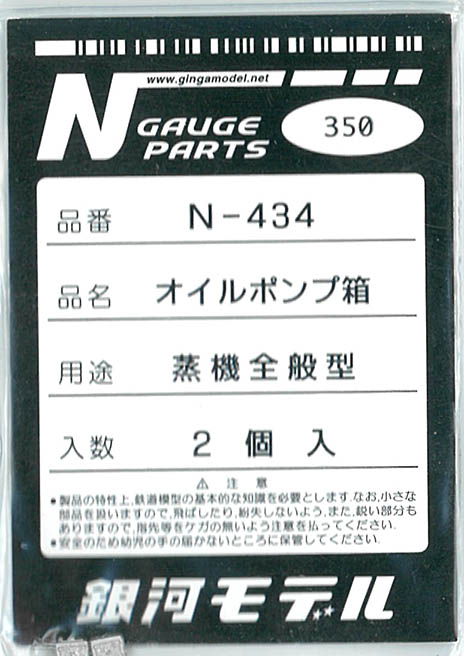 www.gingamodel.net
N GAUGE
PARTS
350
品番 N-434
品名 オイルポンプ箱
用途 蒸機全般型
入数 2個入
⚠ 注意
•製品の特性上,鉄道模型の基本的な知識を必要とします.なお,小さな
部品を扱いますので,飛ばしたり,紛失しないよう,また,鋭い部分も
ありますので,指先等をケガの無いよう注意を払ってください.
•安全のため幼児の手の届かないところに保管してください.
銀河モデル